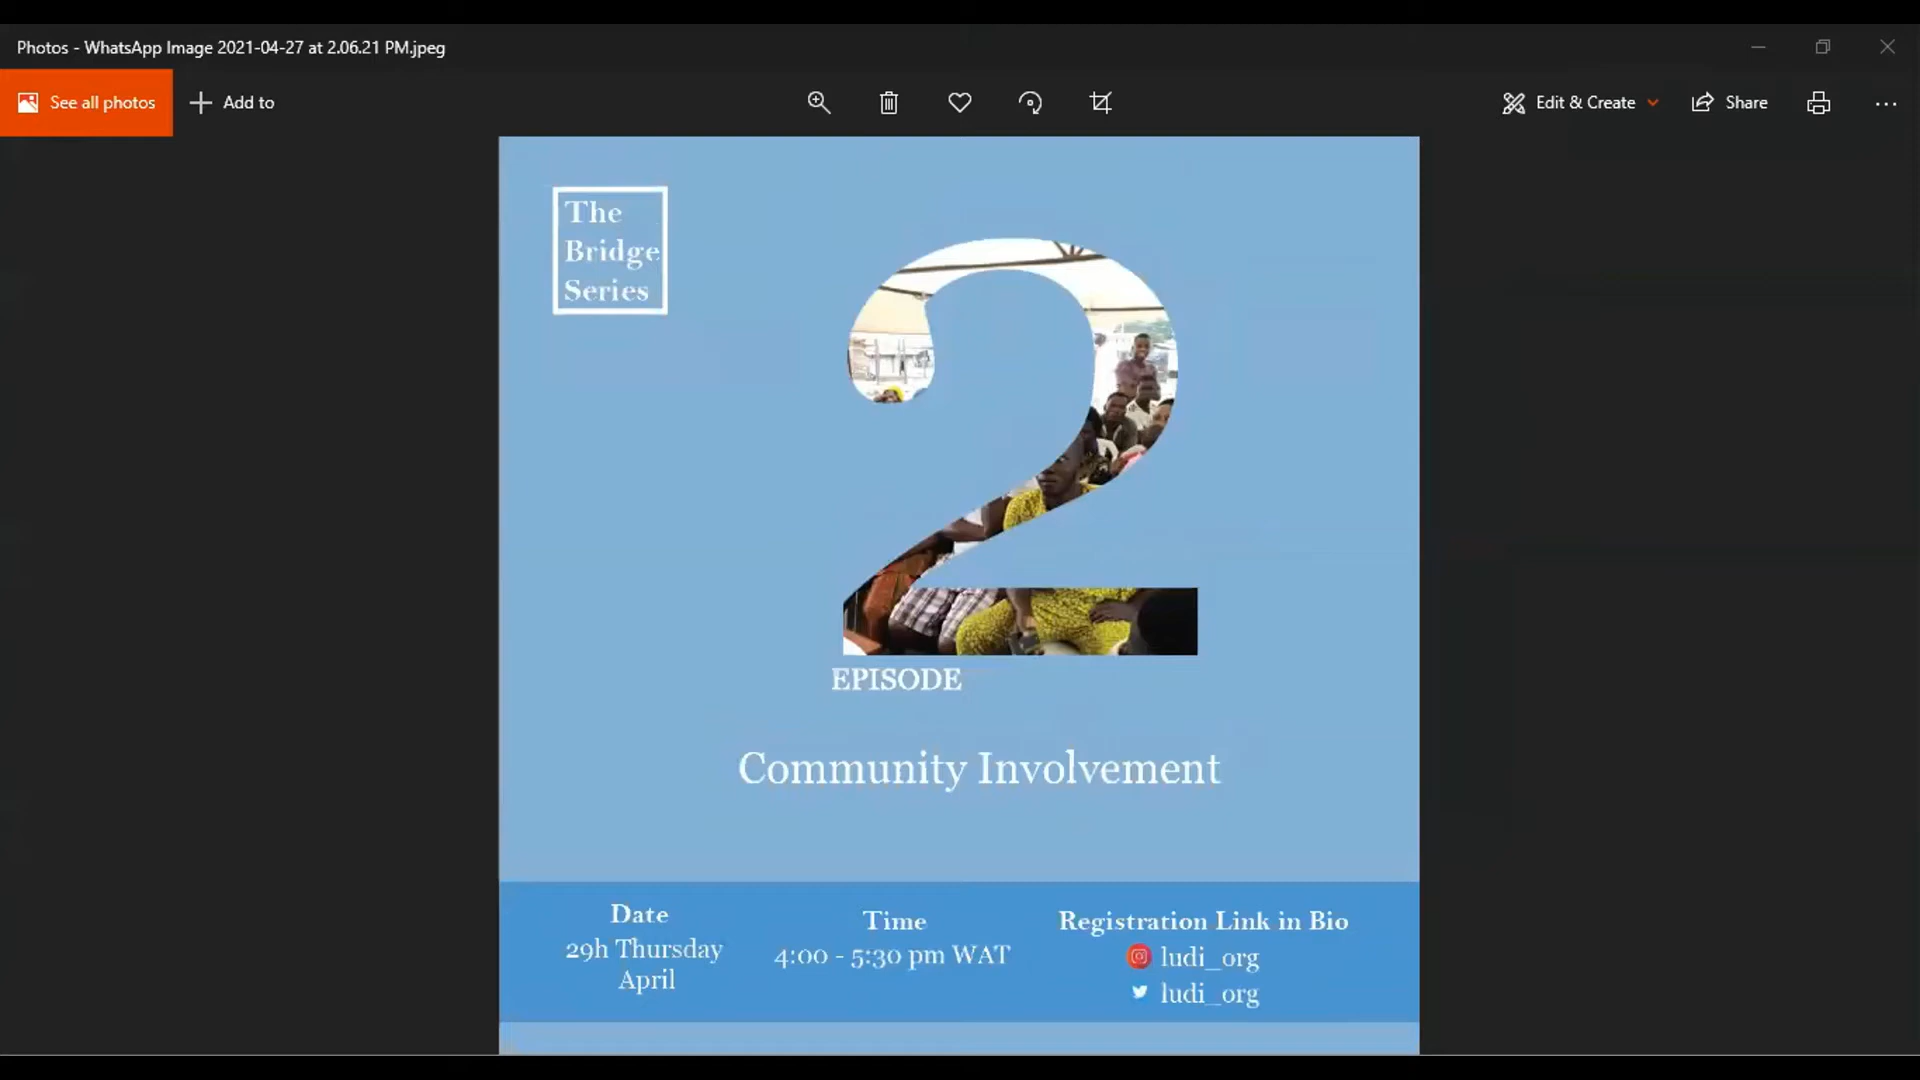 Photos - WhatsApp Image 2021-04-27 at 2.06.21 PM.jpeg
See all photos
Add to
Edit & Create
Share
The
Bridge
Series
2
EPISODE
Community Involvement
Date
29h Thursday
April
Time
4:00 - 5:30 pm WAT
Registration Link in Bio
ludi_org
ludi_org